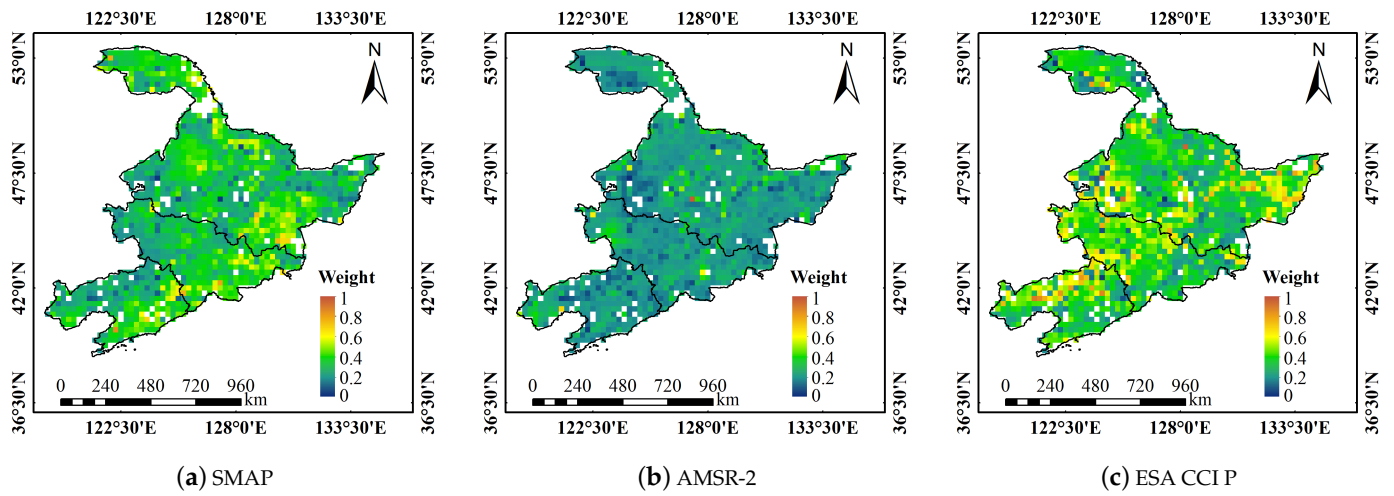 122°30'E 128°0'E 133°30'E
53°0'N 47°30'N 42°0'N 36°30'N
N
Weight
1
0.8
0.6
0.4
0.2
0
0 240 480 720 960
km
122°30'E 128°0'E 133°30'E
53°0'N 47°30'N 42°0'N 36°30'N
(a) SMAP
122°30'E 128°0'E 133°30'E
53°0'N 47°30'N 42°0'N 36°30'N
N
Weight
1
0.8
0.6
0.4
0.2
0
0 240 480 720 960
km
122°30'E 128°0'E 133°30'E
53°0'N 47°30'N 42°0'N 36°30'N
(b) AMSR-2
122°30'E 128°0'E 133°30'E
53°0'N 47°30'N 42°0'N 36°30'N
N
Weight
1
0.8
0.6
0.4
0.2
0
0 240 480 720 960
km
122°30'E 128°0'E 133°30'E
53°0'N 47°30'N 42°0'N 36°30'N
(c) ESA CCI P